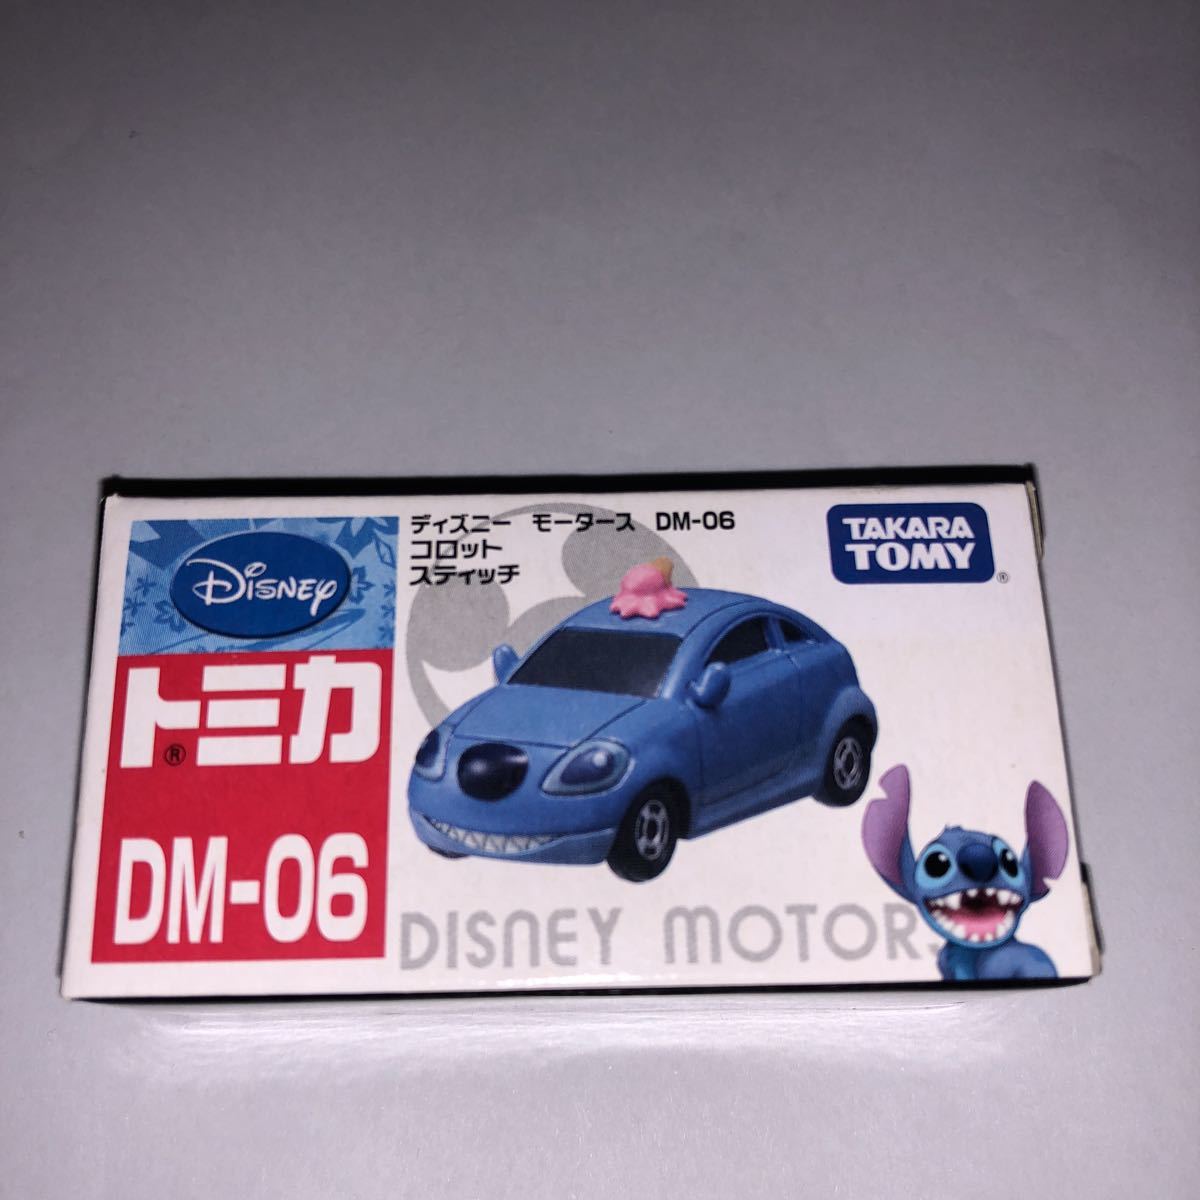 Disney
トミカ®
DM-06
ディズニー モータース DM-06
コロット
スティッチ
TAKARA
TOMY®
DISNEY MOTORS